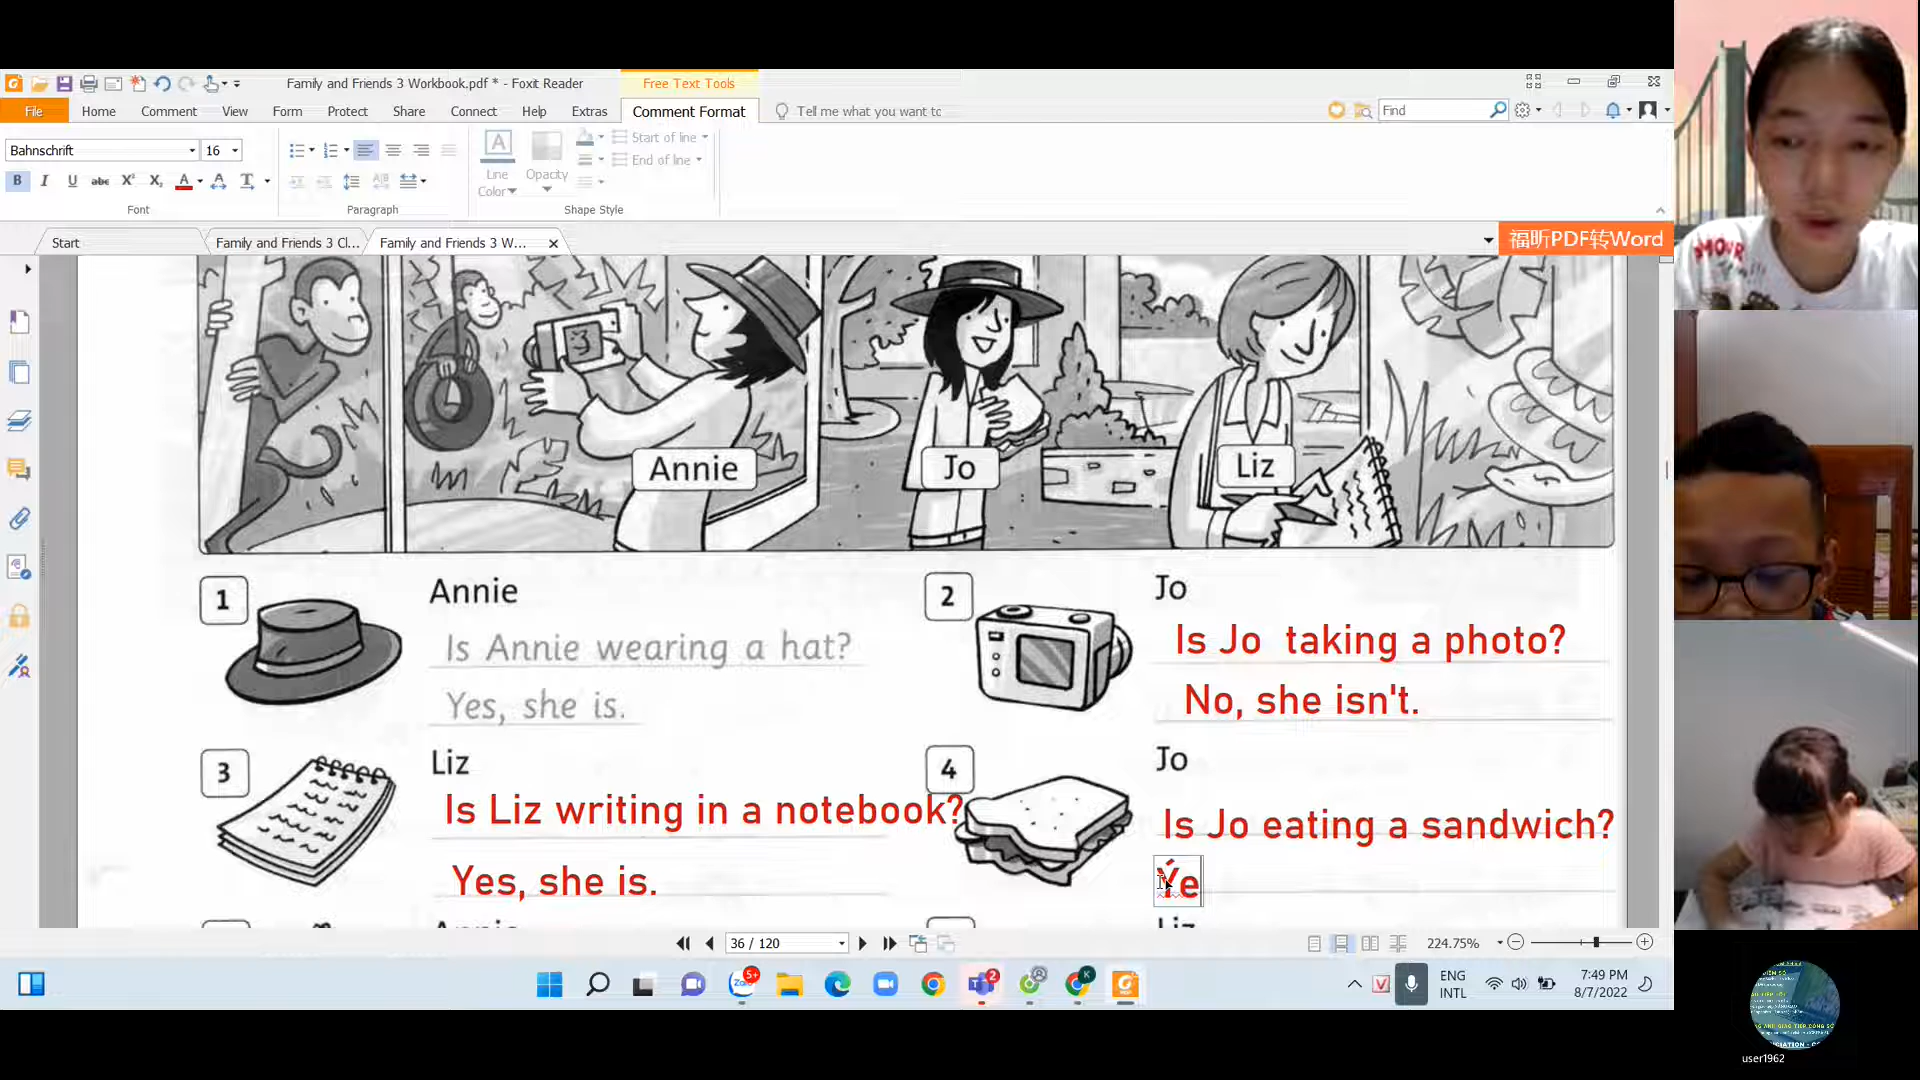 Family and Friends 3 Workbook.pdf * - Foxit Reader
Free Text Tools
File
Home
Comment
View
Form
Protect
Share
Connect
Help
Extras
Comment Format
Tell me what you want to
Find
Bahnschrift
16
Line
Color
Opacity
Start of line
End of line
Font
Paragraph
Shape Style
Start
Family and Friends 3 Cl...
Family and Friends 3 W...
福昕PDF转Word
Annie
Jo
Liz
1
Annie
Is Annie wearing a hat?
Yes, she is.
2
Jo
Is Jo taking a photo?
No, she isn't.
3
Liz
Is Liz writing in a notebook?
Yes, she is.
4
Jo
Is Jo eating a sandwich?
Ýe
36 / 120
224.75%
5+
2
K
ENG
INTL
7:49 PM
8/7/2022
user1962